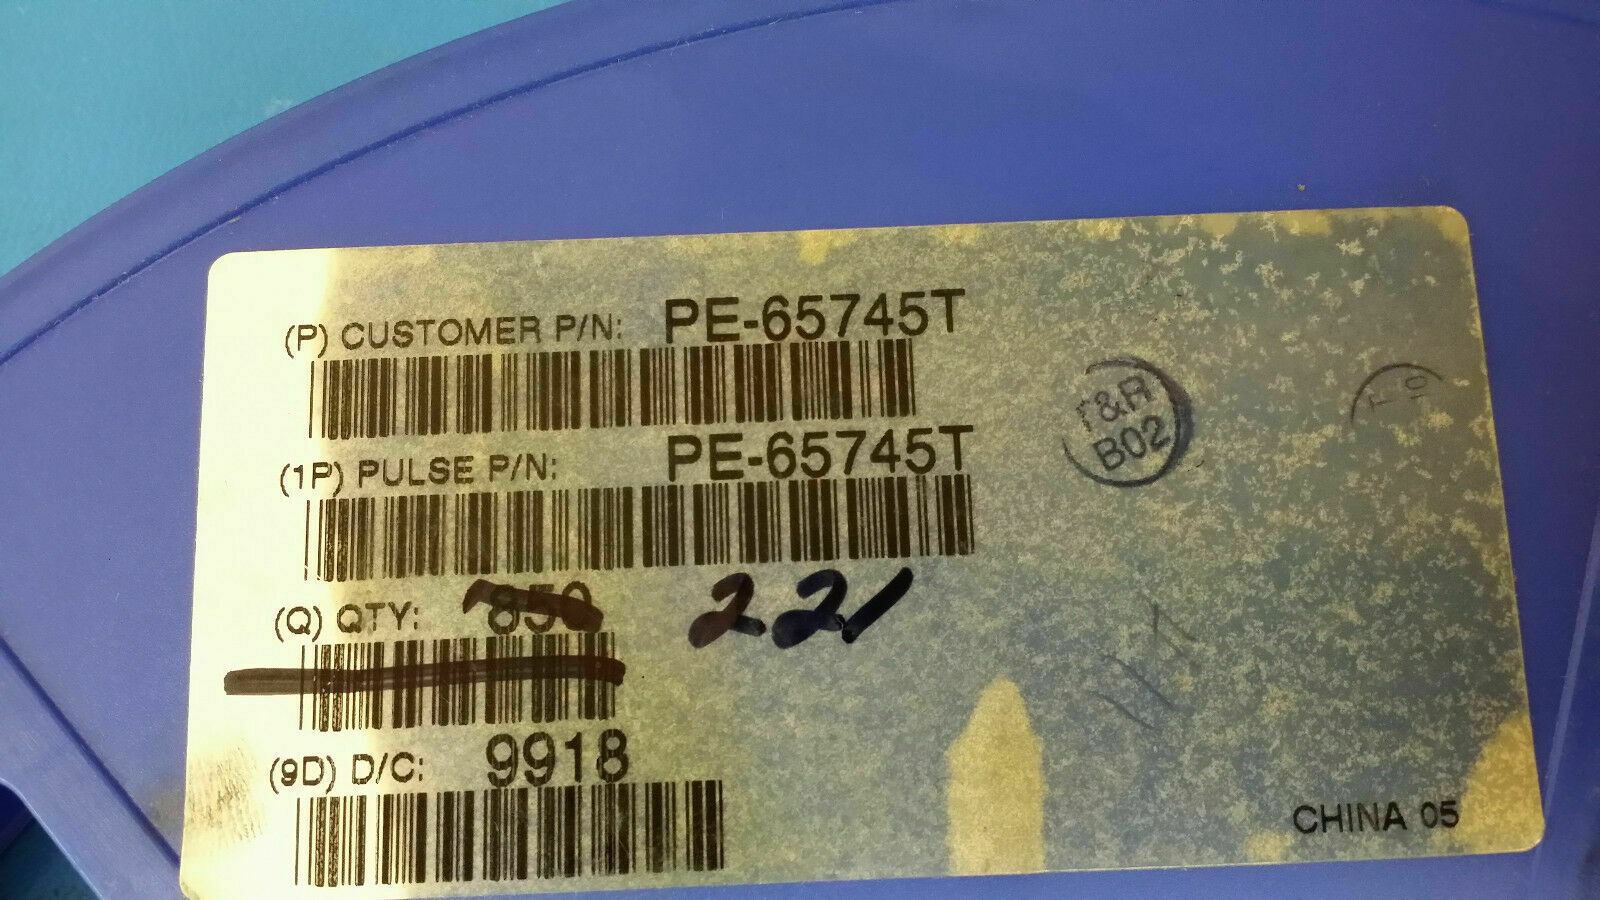 (P) CUSTOMER P/N: PE-65745T
(1P) PULSE P/N: PE-65745T
T&R
B02
(Q) QTY: 850 221
(9D) D/C: 9918
CHINA 05